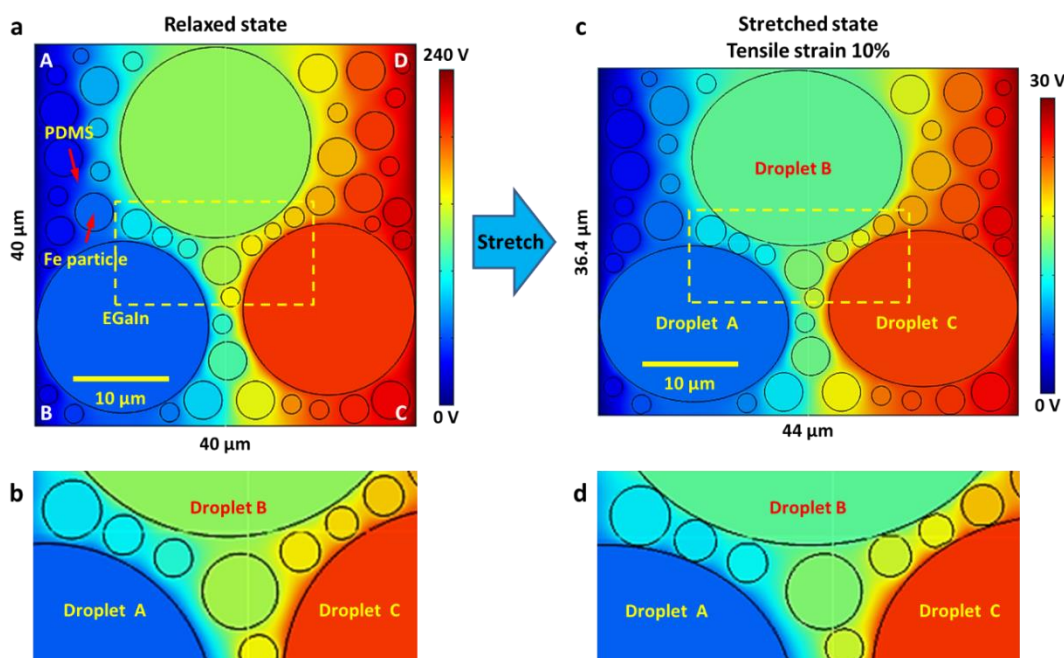 a
Relaxed state
A
D
PDMS
Fe particle
EGaIn
10 µm
B
C
40 µm
40 µm
240 V
0 V
Stretch
c
Stretched state
Tensile strain 10%
Droplet B
Droplet A
Droplet C
10 µm
36.4 µm
44 µm
30 V
0 V
b
Droplet B
Droplet A
Droplet C
d
Droplet B
Droplet A
Droplet C